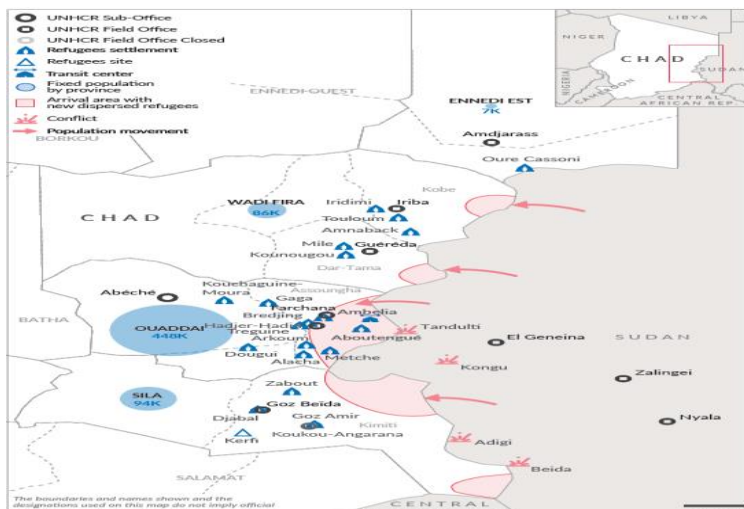 UNHCR Sub-Office
UNHCR Field Office
UNHCR Field Office Closed
Refugees settlement
Refugees site
Transit center
Fixed population
by province
Arrival area with
new dispersed refugees
Conflict
Population movement
LIBYA
NIGER
CHAD
SUDAN
NIGERIA
CAMEROON
CENTRAL
AFRICAN REP.
ENNEDI OUEST
BORKOU
ENNEDI EST
7K
Amdjarass
Oure Cassoni
Kobe
WADI FIRA
86K
Iridimi
Iriba
CHAD
Touloum
Amnaback
Mile
Guéréda
Kounougou
Dar-Tama
Abéché
Kouchaguine-
Moura
Assoungha
Gaga
Farchana
BATHA
OUADDAI
448K
Bredjing
Ambelia
Hadjer-Hadid
Treguine
Aboutengué
Tandulti
El Geneina
SUDAN
Arkoum
Dougui
Alacha
Metche
Kongu
Zalingei
SILA
94K
Zabout
Goz Beïda
Djabal
Goz Amir
Kimiti
Nyala
Kerfi
Koukou-Angarana
Adigi
Beida
SALAMAT
The boundaries and names shown and the
designations used on this map do not imply official
CENTRAL